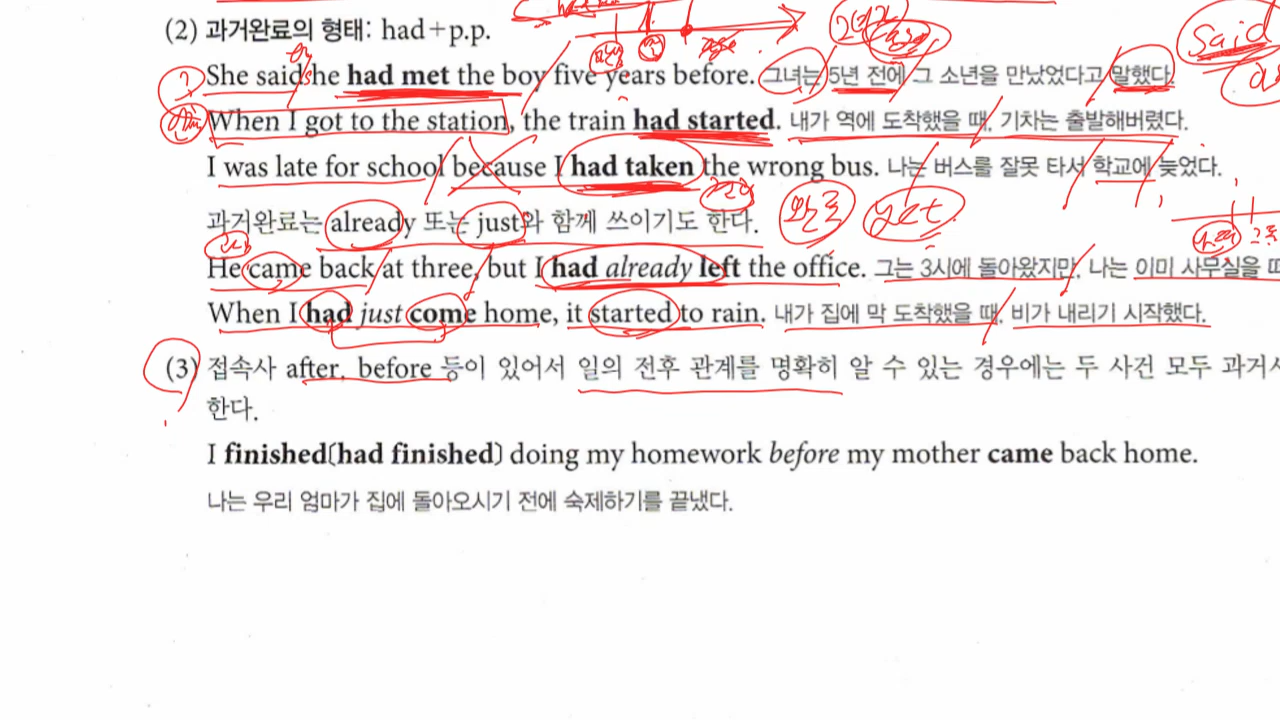 (2) 과거완료의 형태: had+p.p.
Said
She said she had met the boy five years before. 그녀는 5년 전에 그 소년을 만났었다고 말했다.
When I got to the station, the train had started. 내가 역에 도착했을 때, 기차는 출발해버렸다.
I was late for school because I had taken the wrong bus. 나는 버스를 잘못 타서 학교에 늦었다.
과거완료는 already 또는 just와 함께 쓰이기도 한다. 완료 yet
He came back at three, but I had already left the office. 그는 3시에 돌아왔지만, 나는 이미 사무실을
When I had just come home, it started to rain. 내가 집에 막 도착했을 때, 비가 내리기 시작했다.
(3) 접속사 after, before 등이 있어서 일의 전후 관계를 명확히 알 수 있는 경우에는 두 사건 모두
한다.
I finished(had finished) doing my homework before my mother came back home.
나는 우리 엄마가 집에 돌아오시기 전에 숙제하기를 끝냈다.